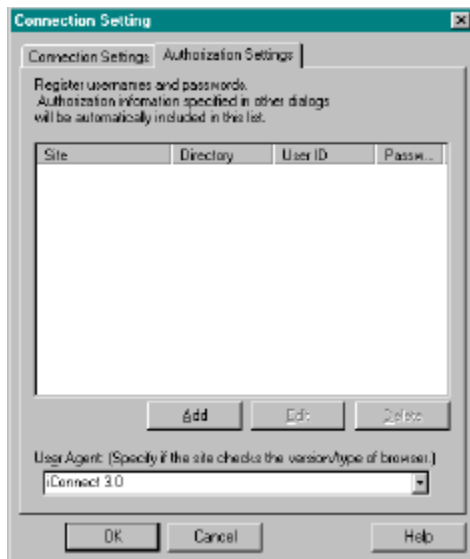 Connection Setting
Connection Settings Authorization Settings
Register usernames and passwords.
Authorization infomation specified in other dialogs
will be automatically included in this list.
Site Directory User ID Passw...
Add Edit Delete
User Agent: (Specify if the site checks the version/type of browser.)
iConnect 3.0
OK Cancel Help